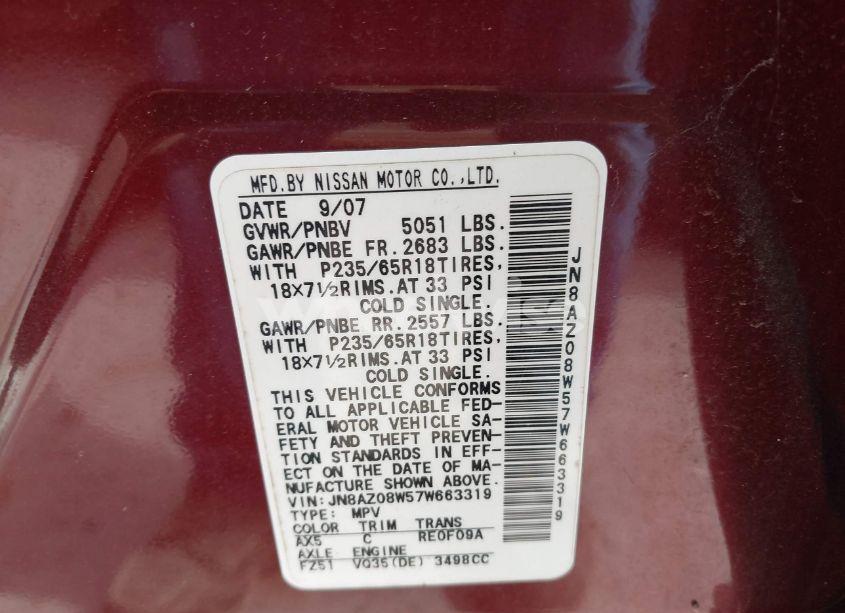 MFD.BY NISSAN MOTOR CO.,LTD.
DATE 9/07
GVWR/PNBV 5051 LBS.
GAWR/PNBE FR. 2683 LBS.
WITH P235/65R18TIRES,
18X7½RIMS.AT 33 PSI
COLD SINGLE.
GAWR/PNBE RR. 2557 LBS.
WITH P235/65R18TIRES,
18X7½RIMS.AT 33 PSI
COLD SINGLE.
THIS VEHICLE CONFORMS
TO ALL APPLICABLE FED-
ERAL MOTOR VEHICLE SA-
FETY AND THEFT PREVEN-
TION STANDARDS IN EFF-
ECT ON THE DATE OF MA-
NUFACTURE SHOWN ABOVE.
VIN: JN8AZ08W57W663319
TYPE: MPV
COLOR TRIM TRANS
AX5 C RE0F09A
AXLE ENGINE
FZ51 VQ35(DE) 3498CC
JN8AZ08W57W663319